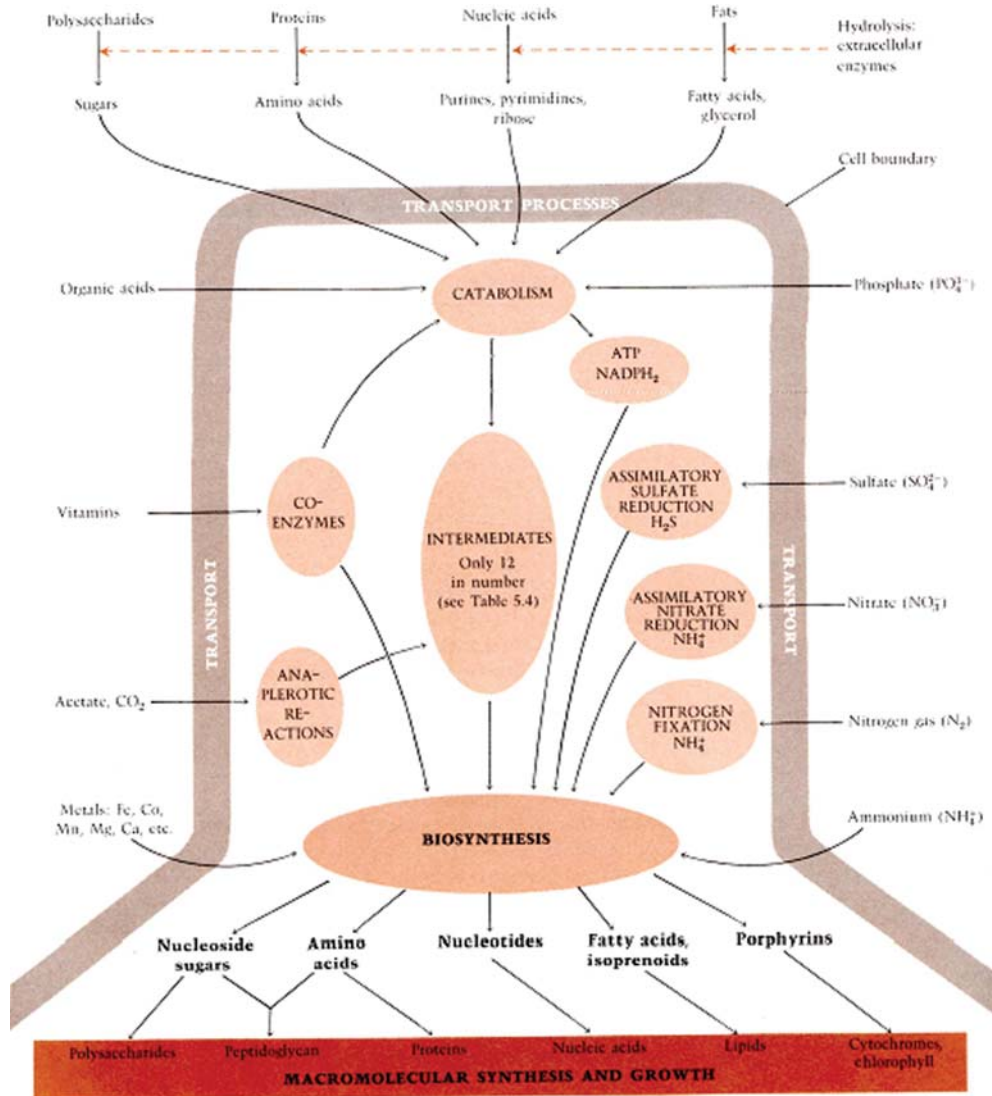 Polysaccharides
Proteins
Nucleic acids
Fats
Hydrolysis:
extracellular
enzymes
Sugars
Amino acids
Purines, pyrimidines,
ribose
Fatty acids,
glycerol
Cell boundary
TRANSPORT PROCESSES
Organic acids
CATABOLISM
Phosphate (PO₄³⁻)
ATP
NADPH₂
Vitamins
CO-
ENZYMES
INTERMEDIATES
Only 12
in number
(see Table 5.4)
ASSIMILATORY
SULFATE
REDUCTION
H₂S
Sulfate (SO₄²⁻)
TRANSPORT
TRANSPORT
ASSIMILATORY
NITRATE
REDUCTION
NH₄⁺
Nitrate (NO₃⁻)
Acetate, CO₂
ANA-
PLEROTIC
RE-
ACTIONS
NITROGEN
FIXATION
NH₄⁺
Nitrogen gas (N₂)
Metals: Fe, Co,
Mn, Mg, Ca, etc.
BIOSYNTHESIS
Ammonium (NH₄⁺)
Nucleoside
sugars
Amino
acids
Nucleotides
Fatty acids,
isoprenoids
Porphyrins
Polysaccharides
Peptidoglycan
Proteins
Nucleic acids
Lipids
Cytochromes,
chlorophyll
MACROMOLECULAR SYNTHESIS AND GROWTH